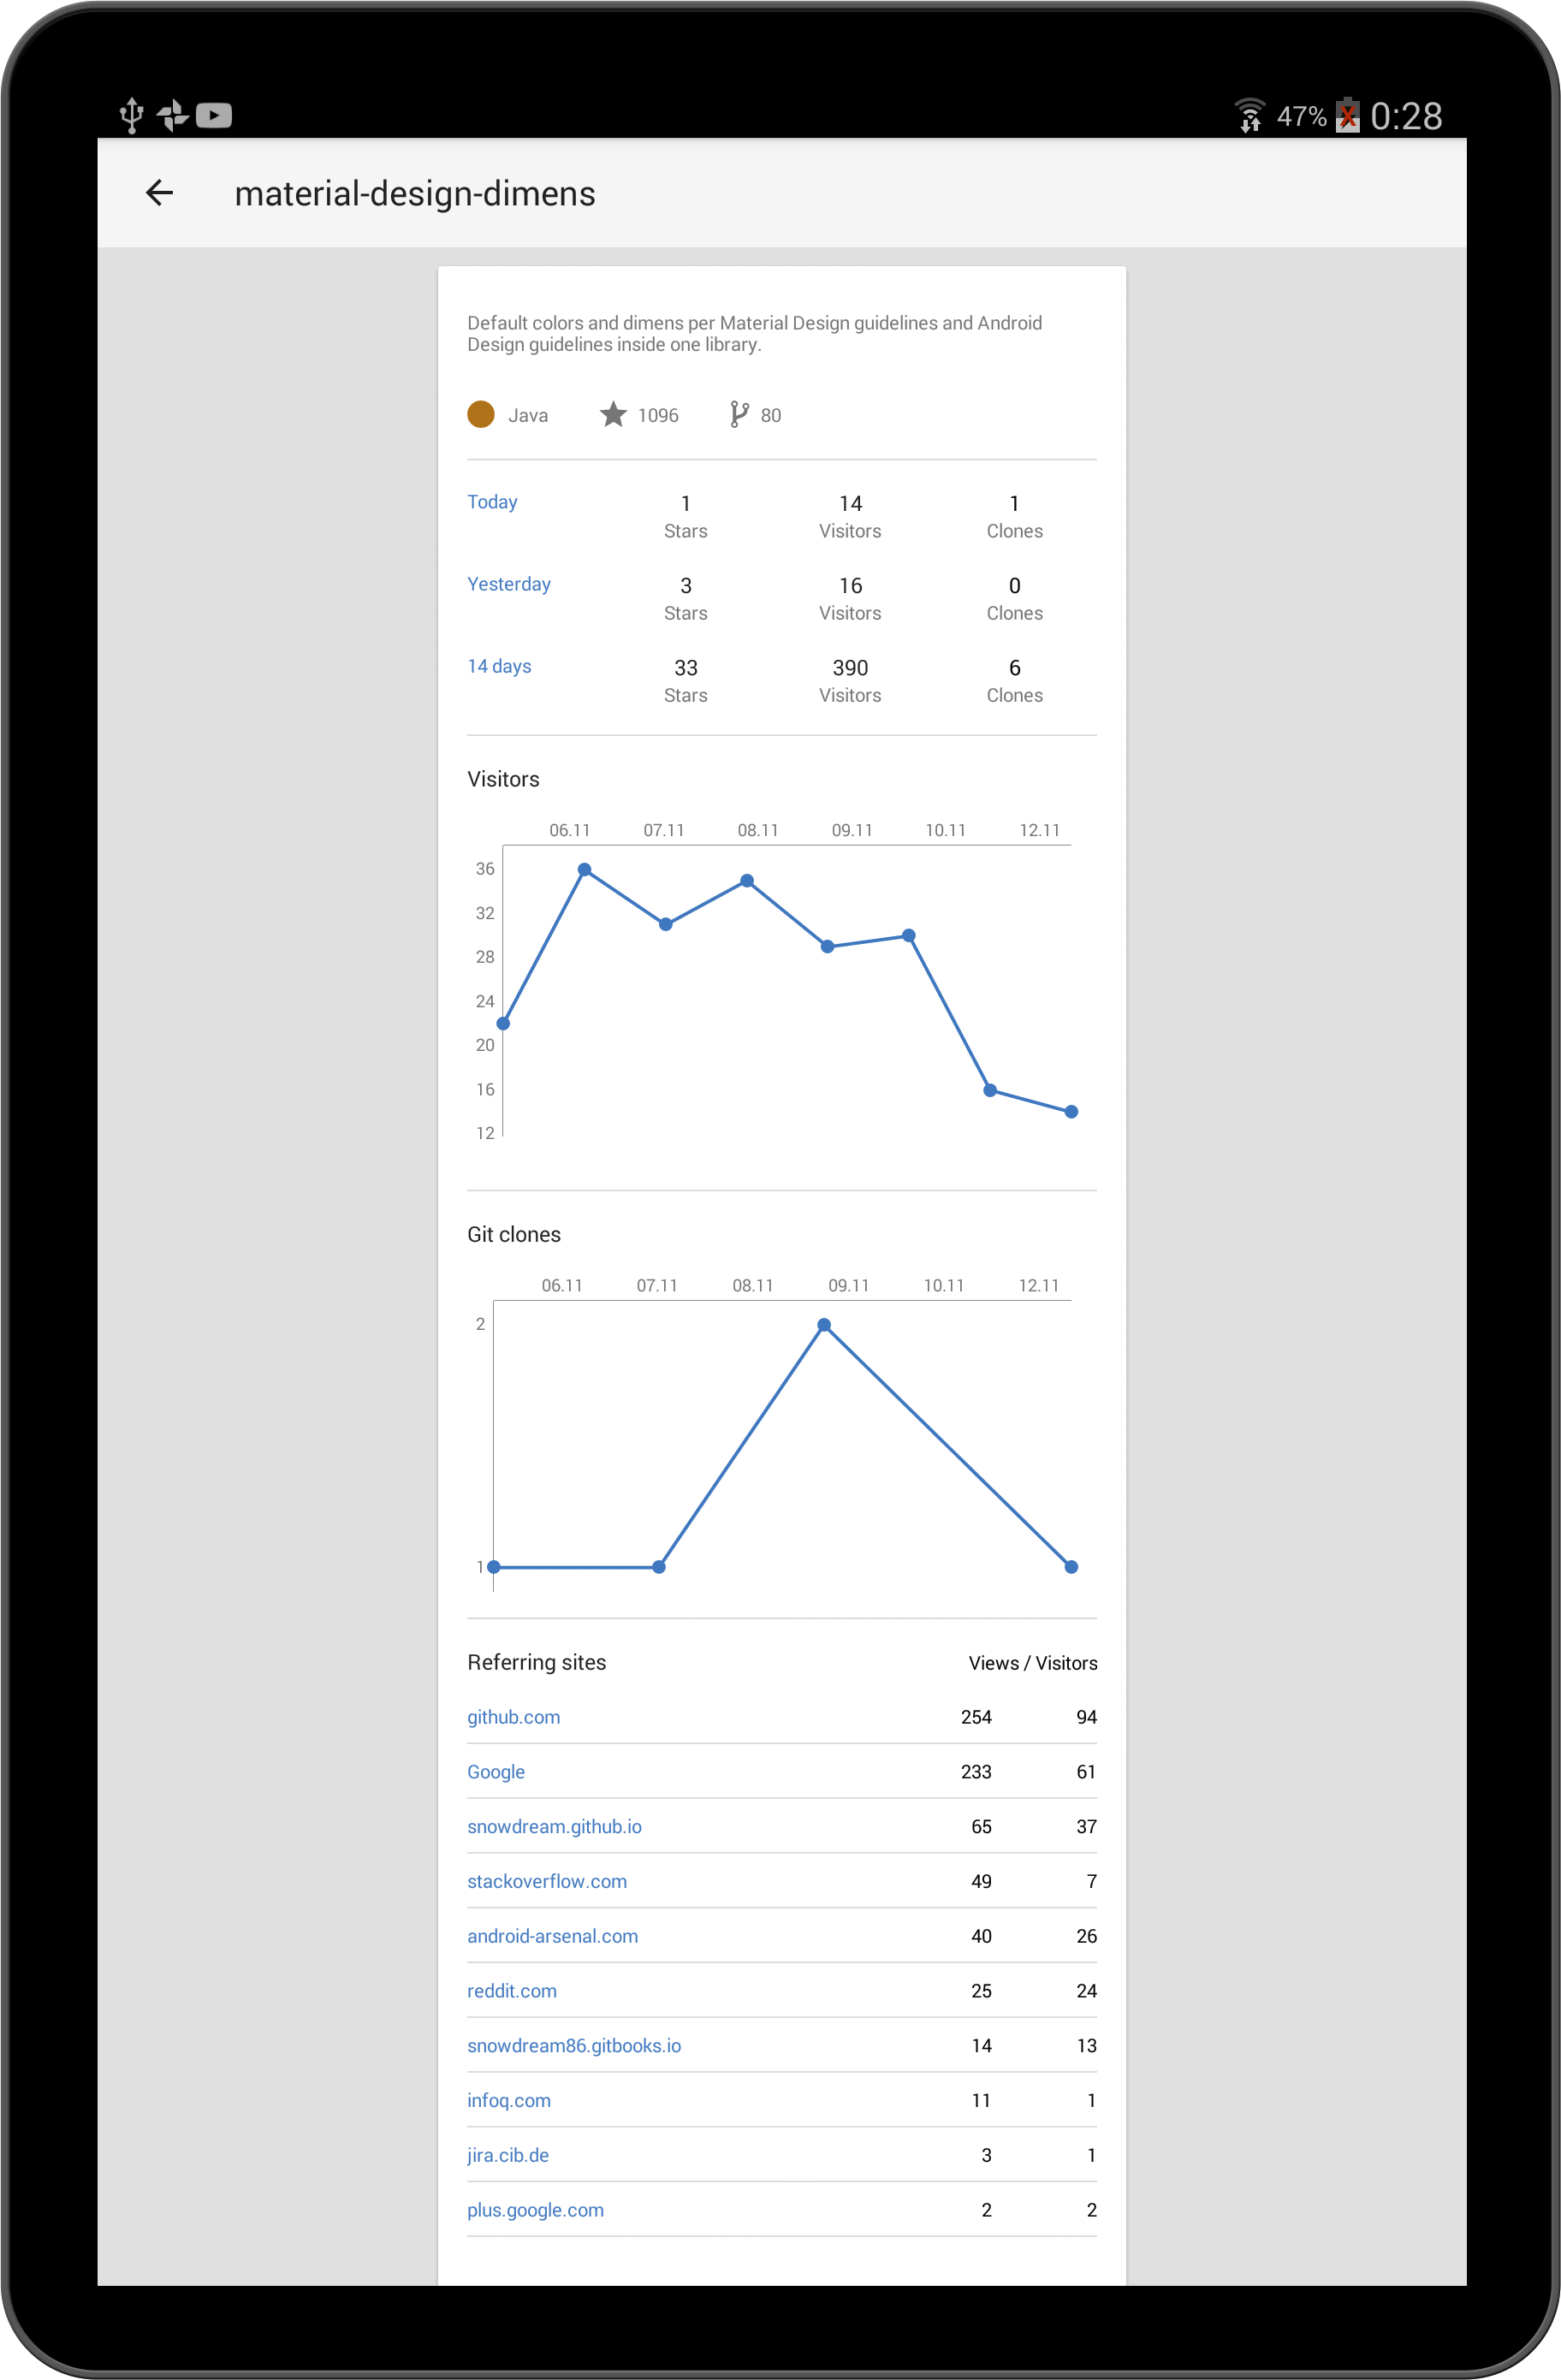 47% 0:28
material-design-dimens
Default colors and dimens per Material Design guidelines and Android
Design guidelines inside one library.
Java 1096 80
Today 1 14 1
Stars Visitors Clones
Yesterday 3 16 0
Stars Visitors Clones
14 days 33 390 6
Stars Visitors Clones
Visitors
06.11 07.11 08.11 09.11 10.11 12.11
36
32
28
24
20
16
12
Git clones
06.11 07.11 08.11 09.11 10.11 12.11
2
1
Referring sites Views / Visitors
github.com 254 94
Google 233 61
snowdream.github.io 65 37
stackoverflow.com 49 7
android-arsenal.com 40 26
reddit.com 25 24
snowdream86.gitbooks.io 14 13
infoq.com 11 1
jira.cib.de 3 1
plus.google.com 2 2